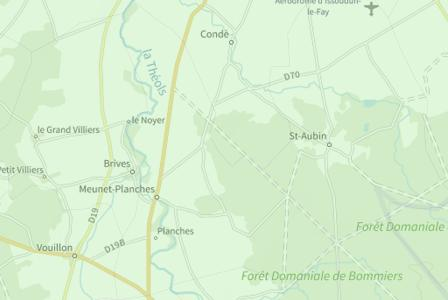 Aérodrome d'Issoudun-
le-Fay
Condé
la Théols
D70
le Noyer
le Grand Villiers
St-Aubin
Brives
Petit Villiers
Meunet-Planches
D19
Forêt Domaniale
Planches
D19B
Vouillon
Forêt Domaniale de Bommiers